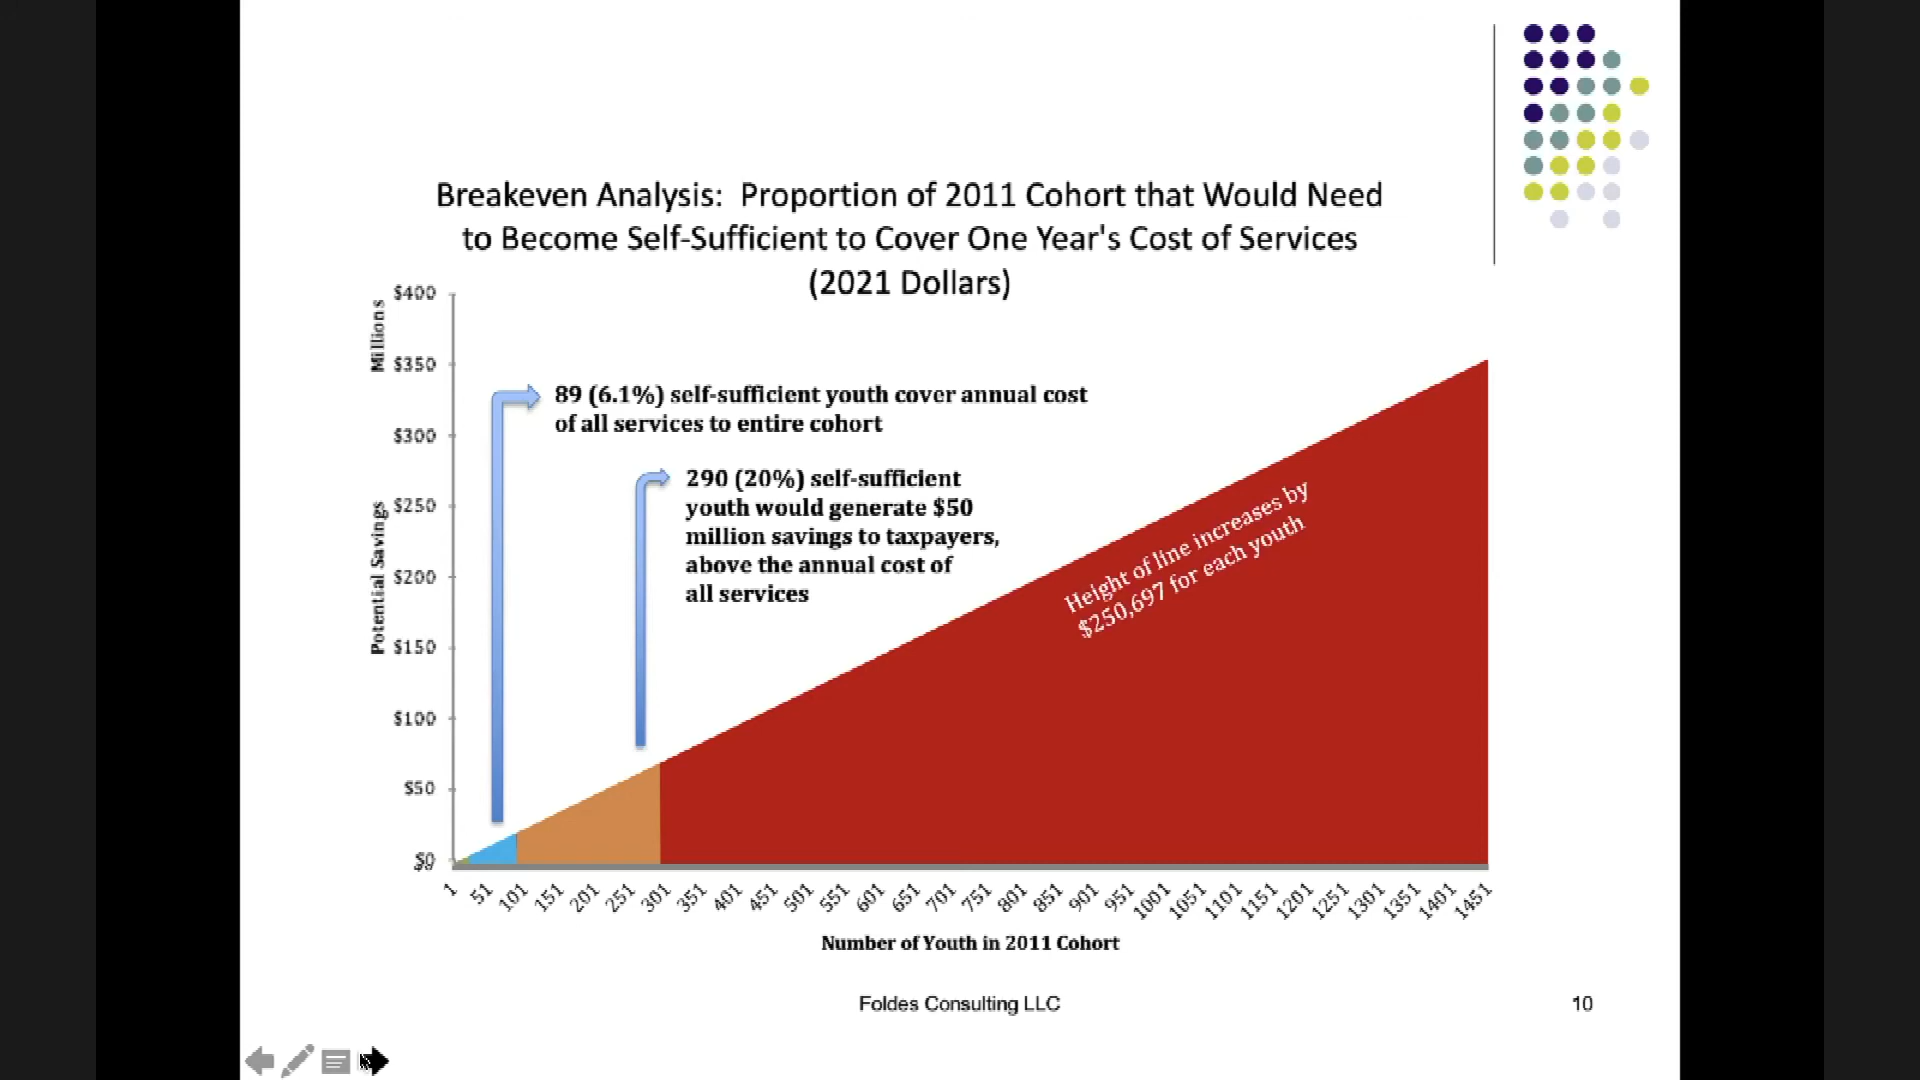 Breakeven Analysis:  Proportion of 2011 Cohort that Would Need
to Become Self-Sufficient to Cover One Year's Cost of Services
(2021 Dollars)
Millions
Potential Savings
$400
$350
$300
$250
$200
$150
$100
$50
$0
89 (6.1%) self-sufficient youth cover annual cost
of all services to entire cohort
290 (20%) self-sufficient
youth would generate $50
million savings to taxpayers,
above the annual cost of
all services
Height of line increases by
$250,697 for each youth
1 51 101 151 201 251 301 351 401 451 501 551 601 651 701 751 801 851 901 951 1001 1051 1101 1151 1201 1251 1301 1351 1401 1451
Number of Youth in 2011 Cohort
Foldes Consulting LLC
10